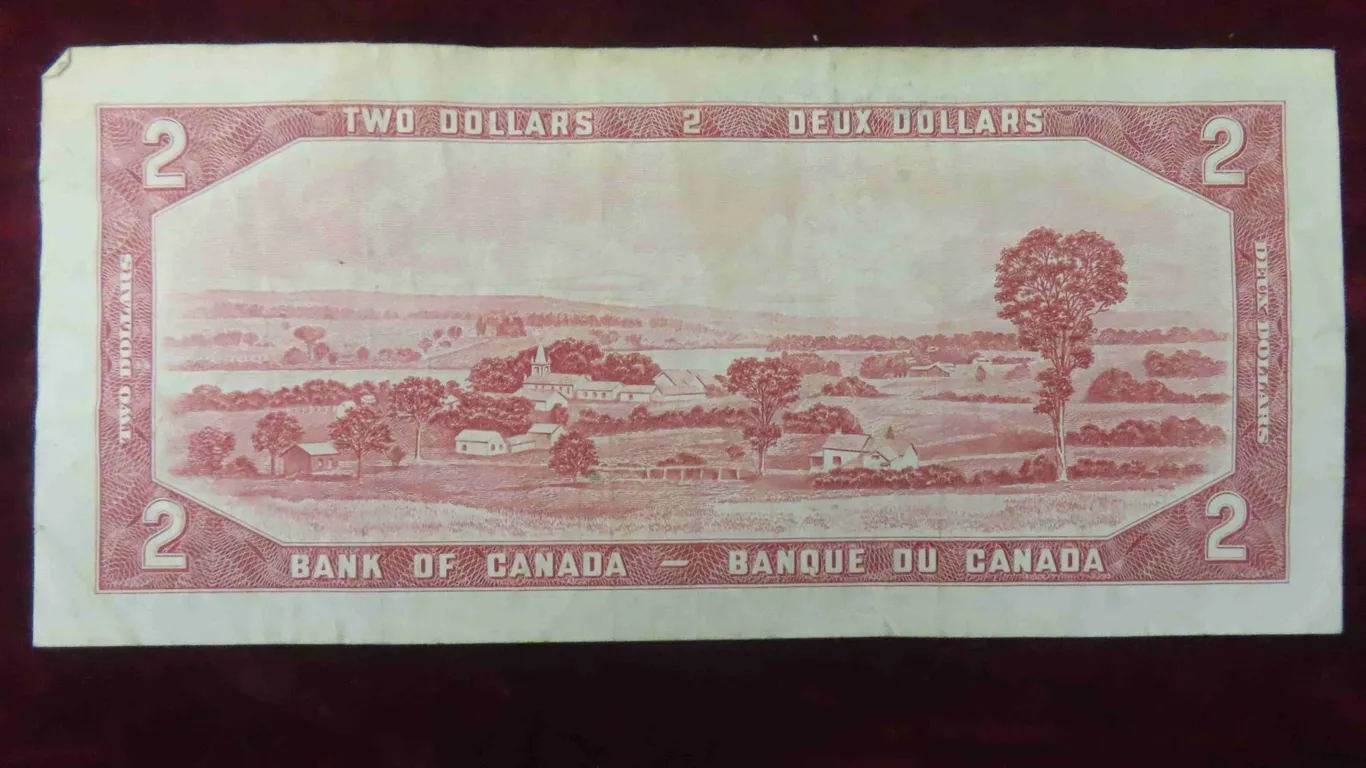 TWO DOLLARS 2 DEUX DOLLARS
2 2
TWO DOLLARS
DEUX DOLLARS
2 2
BANK OF CANADA — BANQUE DU CANADA